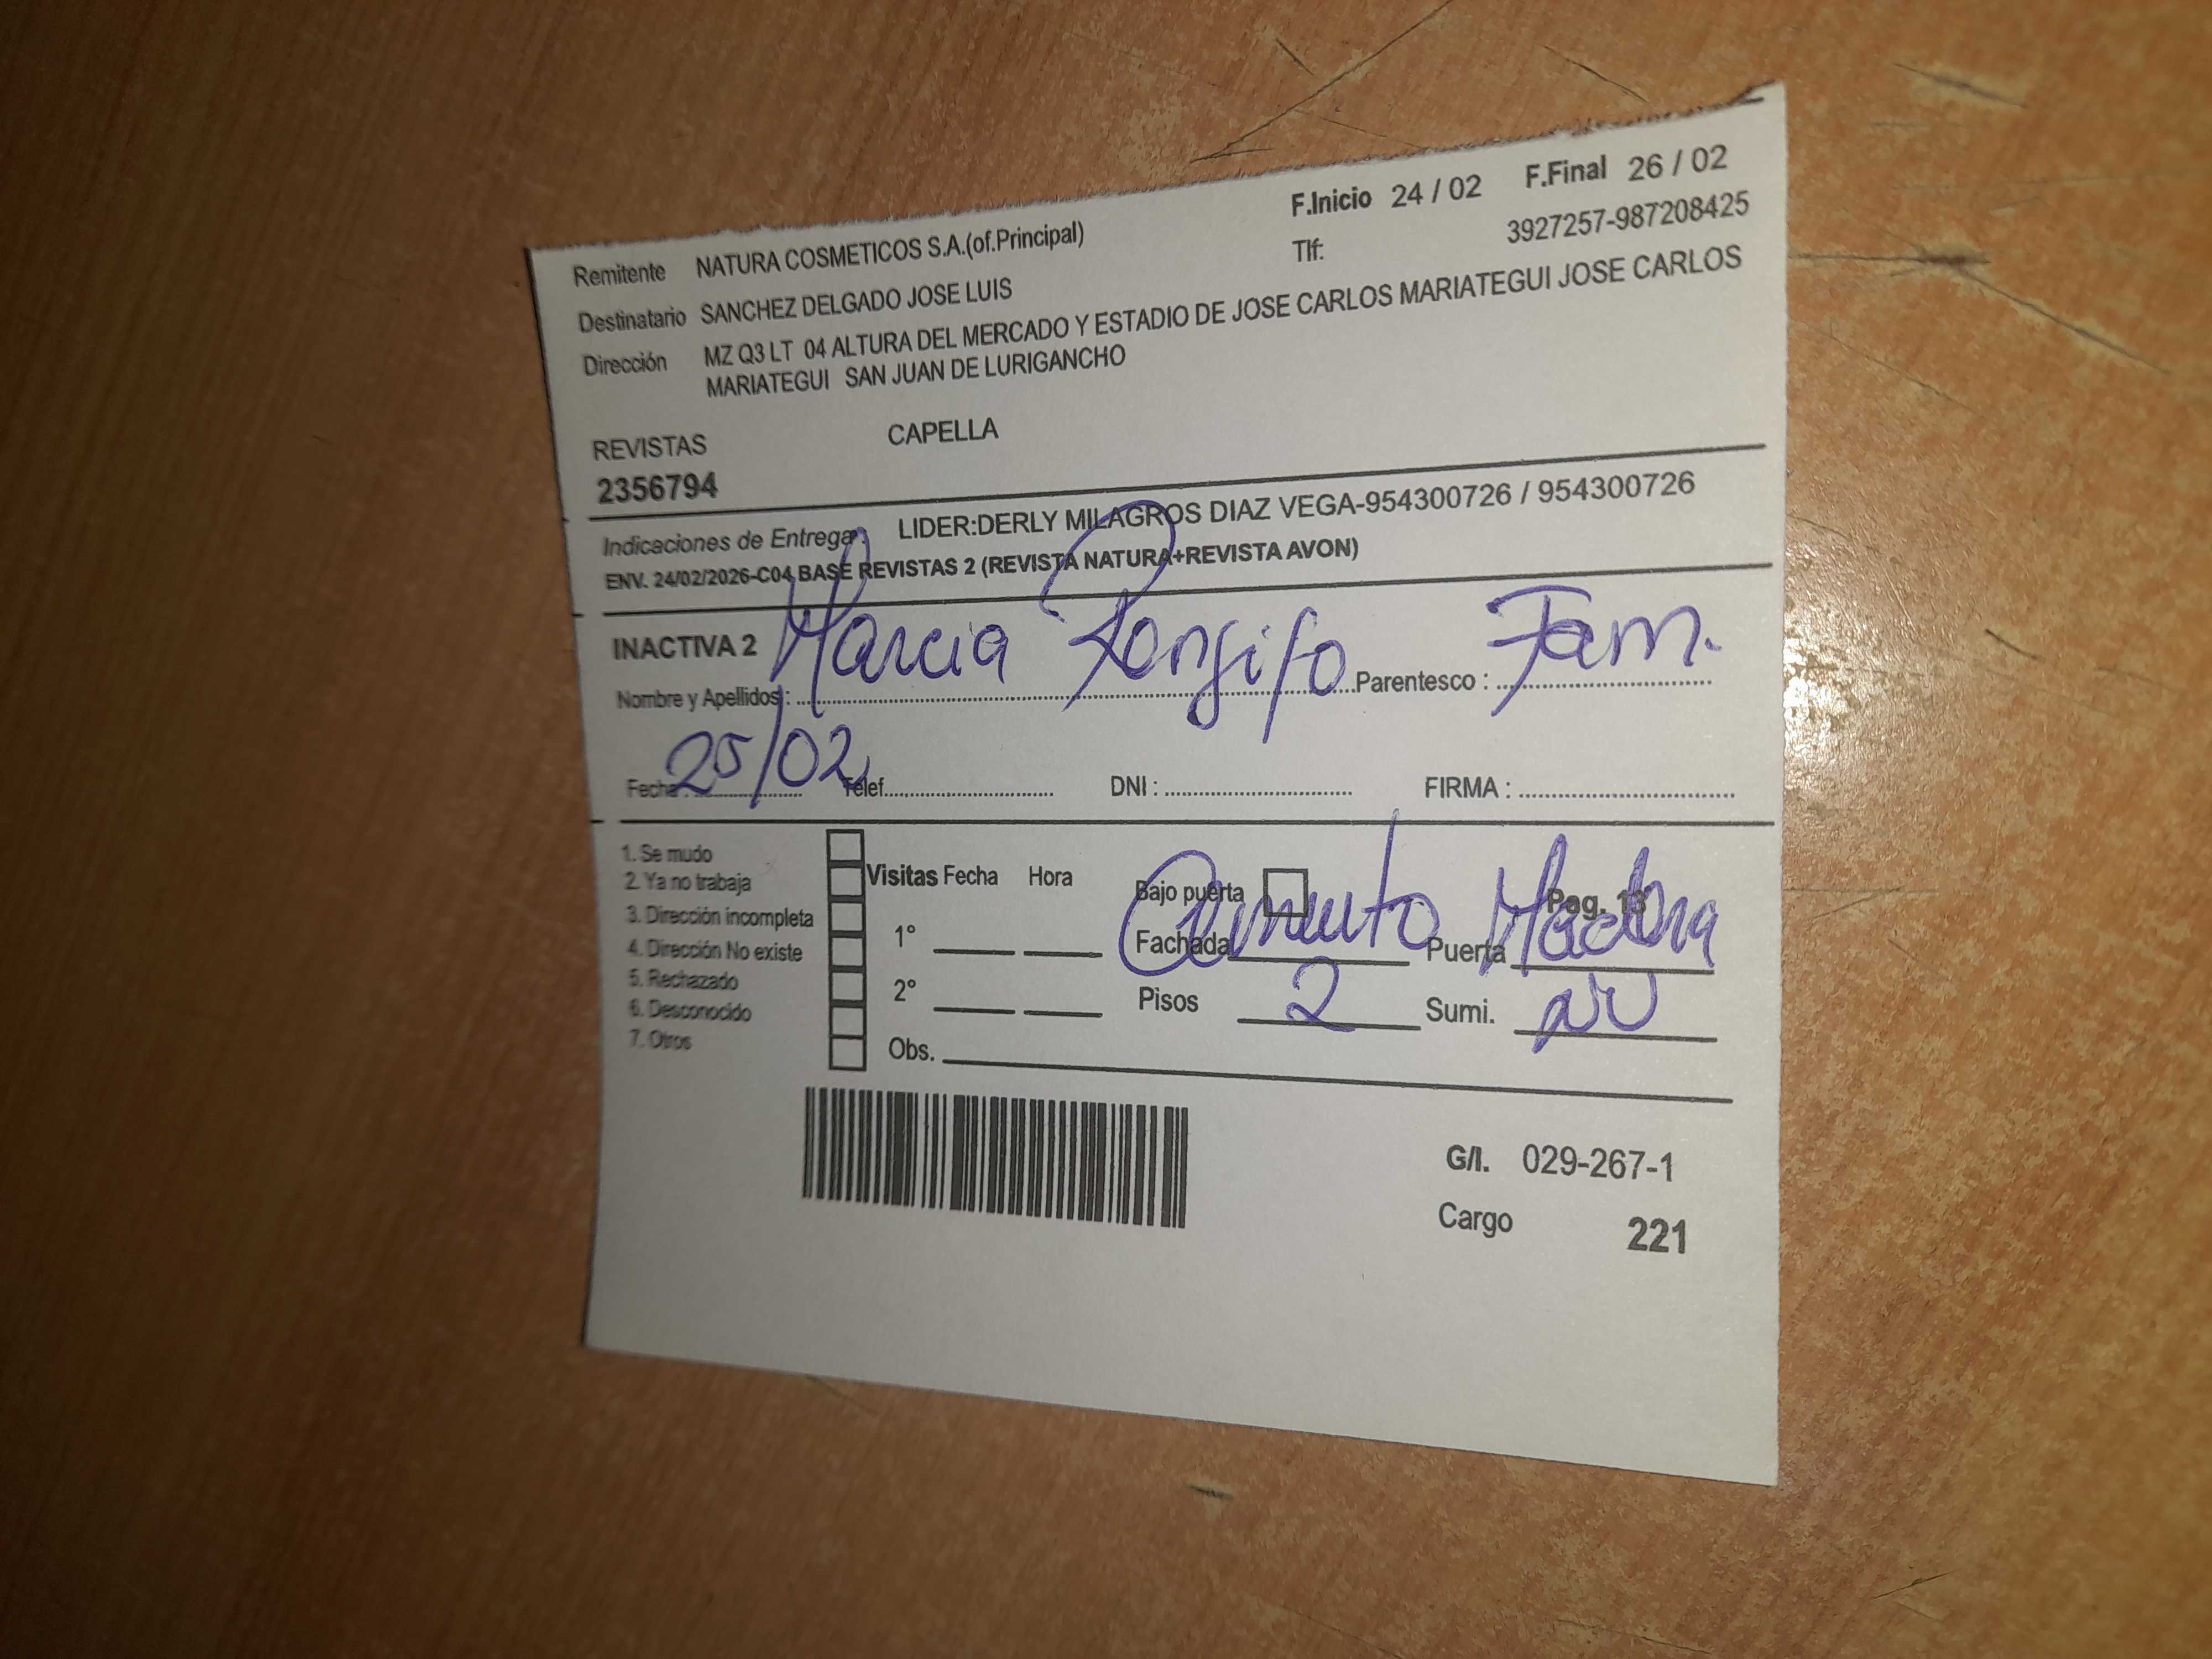 F.Inicio 24 / 02 F.Final 26 / 02
Remitente NATURA COSMETICOS S.A.(of.Principal) Tlf: 3927257-987208425
Destinatario SANCHEZ DELGADO JOSE LUIS
Dirección MZ Q3 LT 04 ALTURA DEL MERCADO Y ESTADIO DE JOSE CARLOS MARIATEGUI JOSE CARLOS
MARIATEGUI SAN JUAN DE LURIGANCHO
REVISTAS CAPELLA
2356794
Indicaciones de Entrega : LIDER:DERLY MILAGROS DIAZ VEGA-954300726 / 954300726
ENV. 24/02/2026-C04 BASE REVISTAS 2 (REVISTA NATURA+REVISTA AVON)
INACTIVA 2
Nombre y Apellidos : Marcia Rengifo Parentesco : Fam.
Fecha : 25/02 Telef. DNI : FIRMA :
1. Se mudo
2. Ya no trabaja
3. Dirección incompleta
4. Dirección No existe
5. Rechazado
6. Desconocido
7. Otros
Visitas Fecha Hora
1°
2°
Obs.
Bajo puerta Pag. 13
Fachada Cemento Puerta Madera
Pisos 2 Sumi.
G/I. 029-267-1
Cargo 221